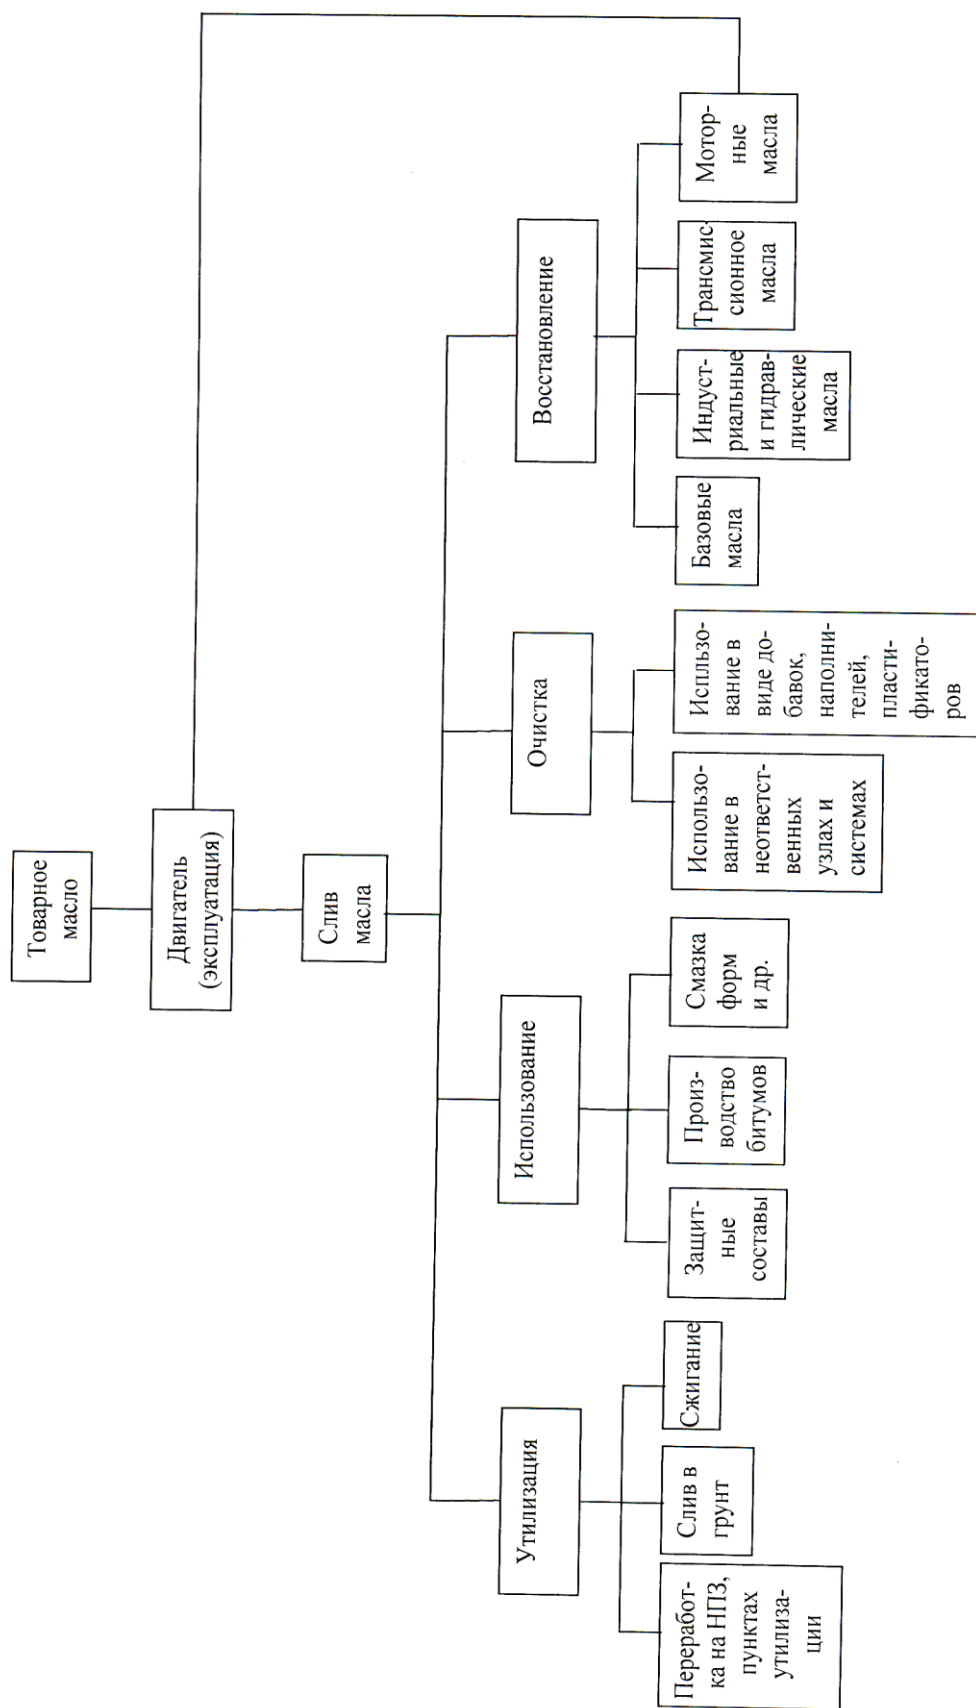 Товарное
масло
Двигатель
(эксплуатация)
Слив
масла
Утилизация
Использование
Очистка
Восстановление
Переработ-
ка на НПЗ,
пунктах
утилиза-
ции
Слив в
грунт
Сжигание
Защит-
ные
составы
Произ-
водство
битумов
Смазка
форм
и др.
Использо-
вание в
неответст-
венных
узлах и
системах
Испльзо-
вание в
виде до-
бавок,
наполни-
телей,
пласти-
фикато-
ров
Базовые
масла
Индуст-
риальные
и гидрав-
лические
масла
Трансмис-
сионное
масла
Мотор-
ные
масла